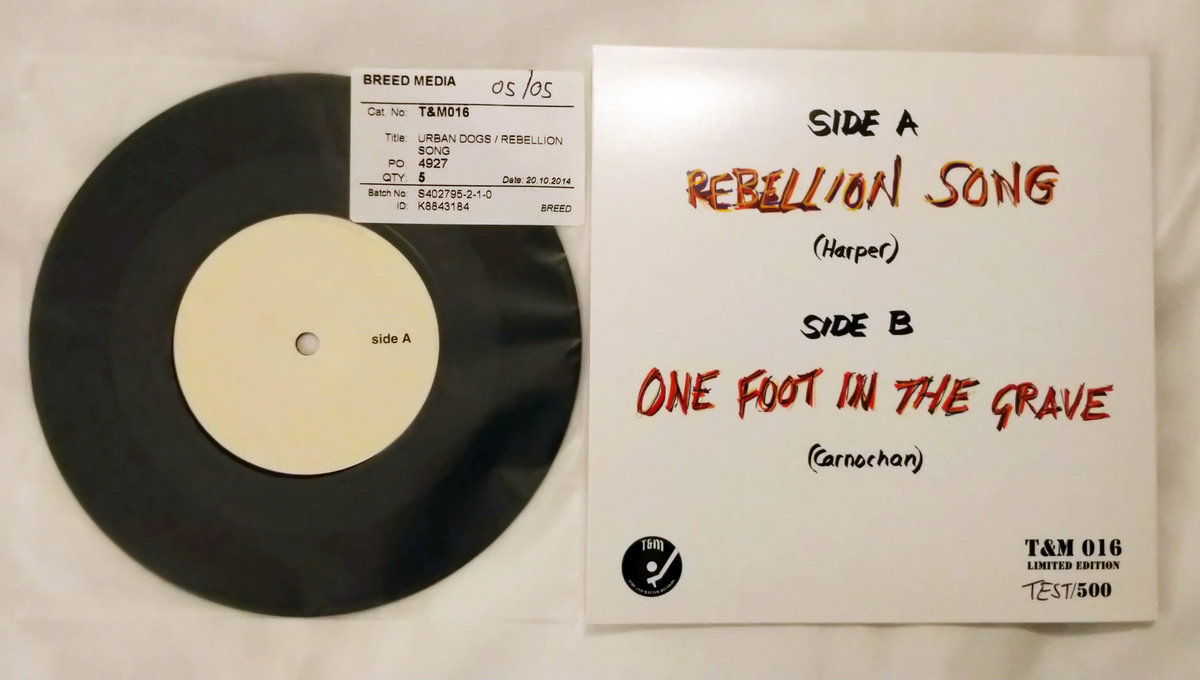 BREED MEDIA 05/05
Cat. No: T&M016
Title: URBAN DOGS / REBELLION
SONG
PO: 4927
QTY: 5 Date: 20.10.2014
Batch No: S402795-2-1-0
ID: K8843184 BREED
side A
SIDE A
REBELLION SONG
(Harper)
SIDE B
ONE FOOT IN THE GRAVE
(Carnochan)
T&M
T&M 016
LIMITED EDITION
TEST/500